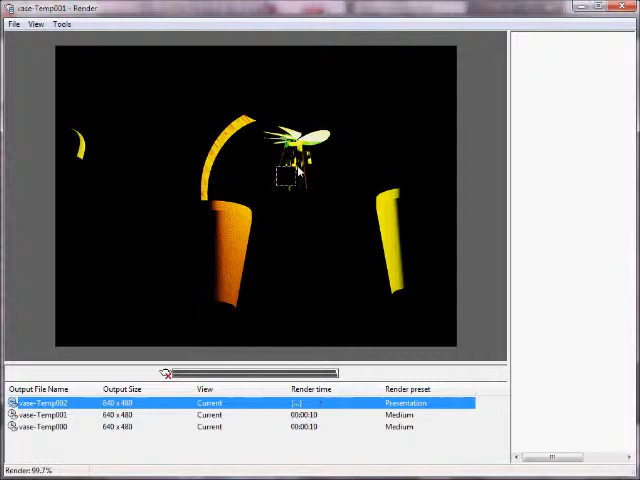 vase-Temp001 - Render
File View Tools
Output File Name Output Size View Render time Render preset
vase-Temp002 640 x 480 Current [...] Presentation
vase-Temp001 640 x 480 Current 00:00:10 Medium
vase-Temp000 640 x 480 Current 00:00:10 Medium
Render: 99.7%